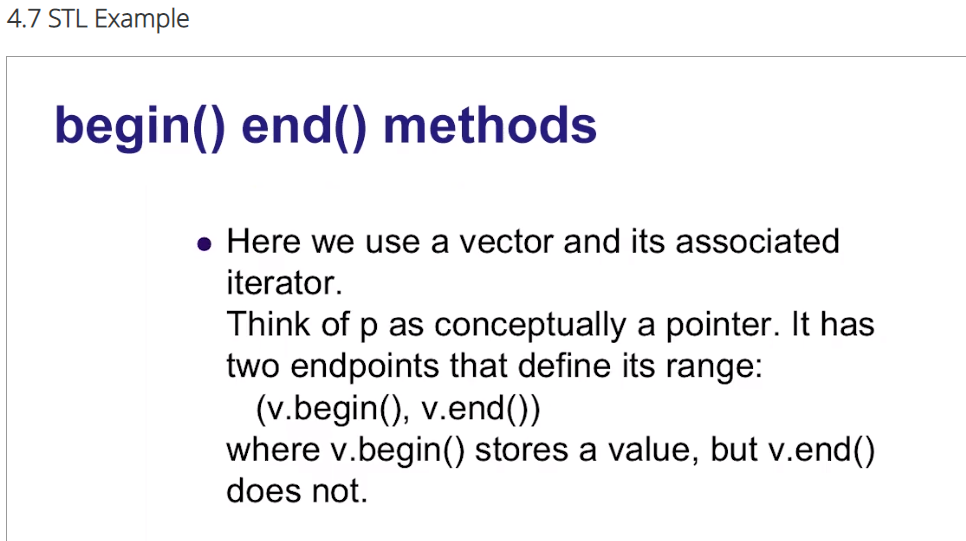 4.7 STL Example
begin() end() methods
• Here we use a vector and its associated
iterator.
Think of p as conceptually a pointer. It has
two endpoints that define its range:
(v.begin(), v.end())
where v.begin() stores a value, but v.end()
does not.